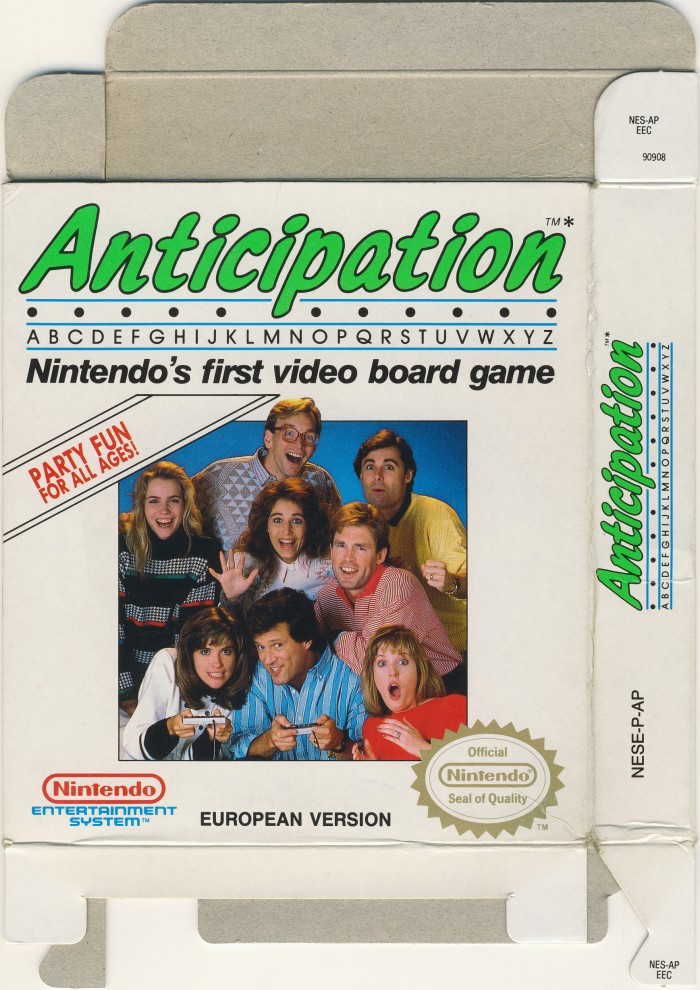 NES-AP
EEC
90908
Anticipation
TM*
ABCDEFGHIJKLMNOPQRSTUVWXYZ
Nintendo's first video board game
PARTY FUN
FOR ALL AGES!
Nintendo
ENTERTAINMENT
SYSTEM™
EUROPEAN VERSION
Official
Nintendo®
Seal of Quality
TM
Anticipation
TM*
ABCDEFGHIJKLMNOPQRSTUVWXYZ
NESE-P-AP
NES-AP
EEC